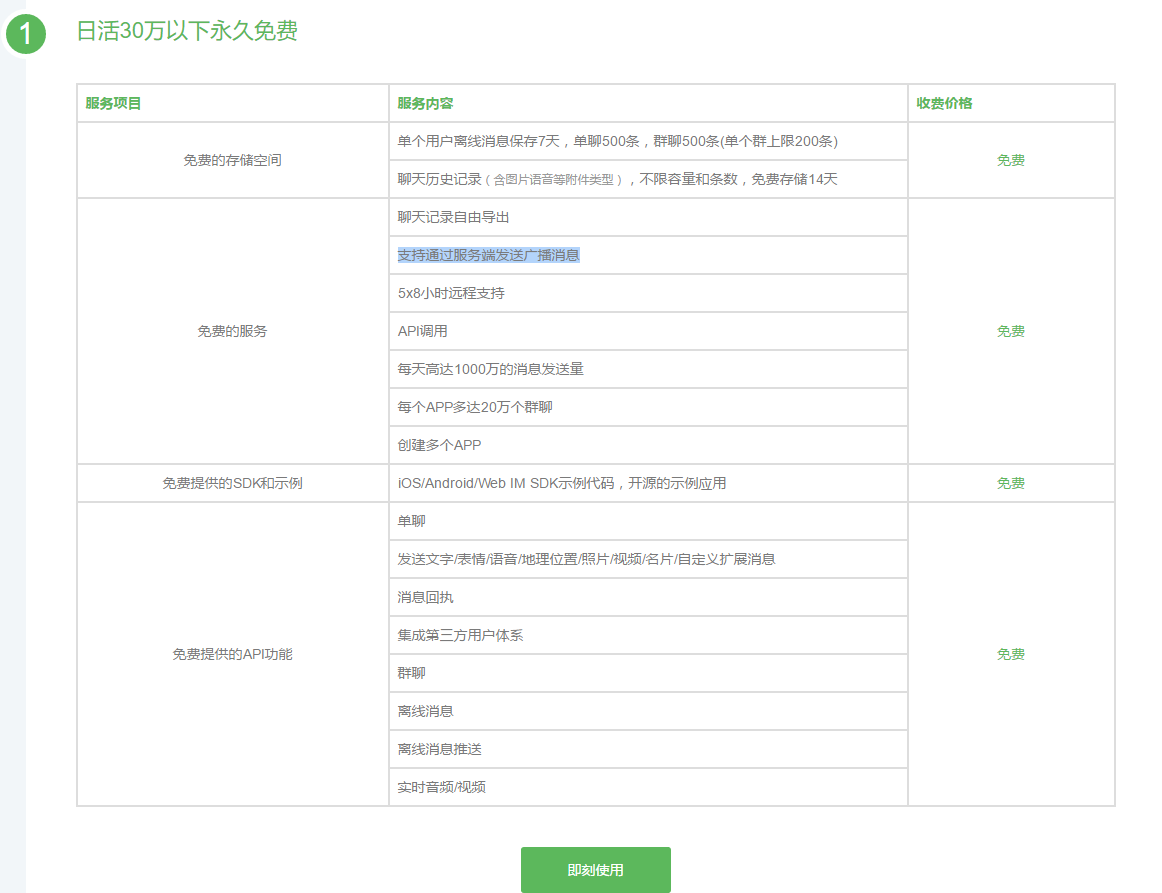 1
日活30万以下永久免费
服务项目
服务内容
收费价格
免费的存储空间
单个用户离线消息保存7天，单聊500条，群聊500条(单个群上限200条)
聊天历史记录（含图片语音等附件类型），不限容量和条数，免费存储14天
免费
免费的服务
聊天记录自由导出
支持通过服务端发送广播消息
5x8小时远程支持
API调用
每天高达1000万的消息发送量
每个APP多达20万个群聊
创建多个APP
免费
免费提供的SDK和示例
iOS/Android/Web IM SDK示例代码，开源的示例应用
免费
免费提供的API功能
单聊
发送文字/表情/语音/地理位置/照片/视频/名片/自定义扩展消息
消息回执
集成第三方用户体系
群聊
离线消息
离线消息推送
实时音频/视频
免费
即刻使用